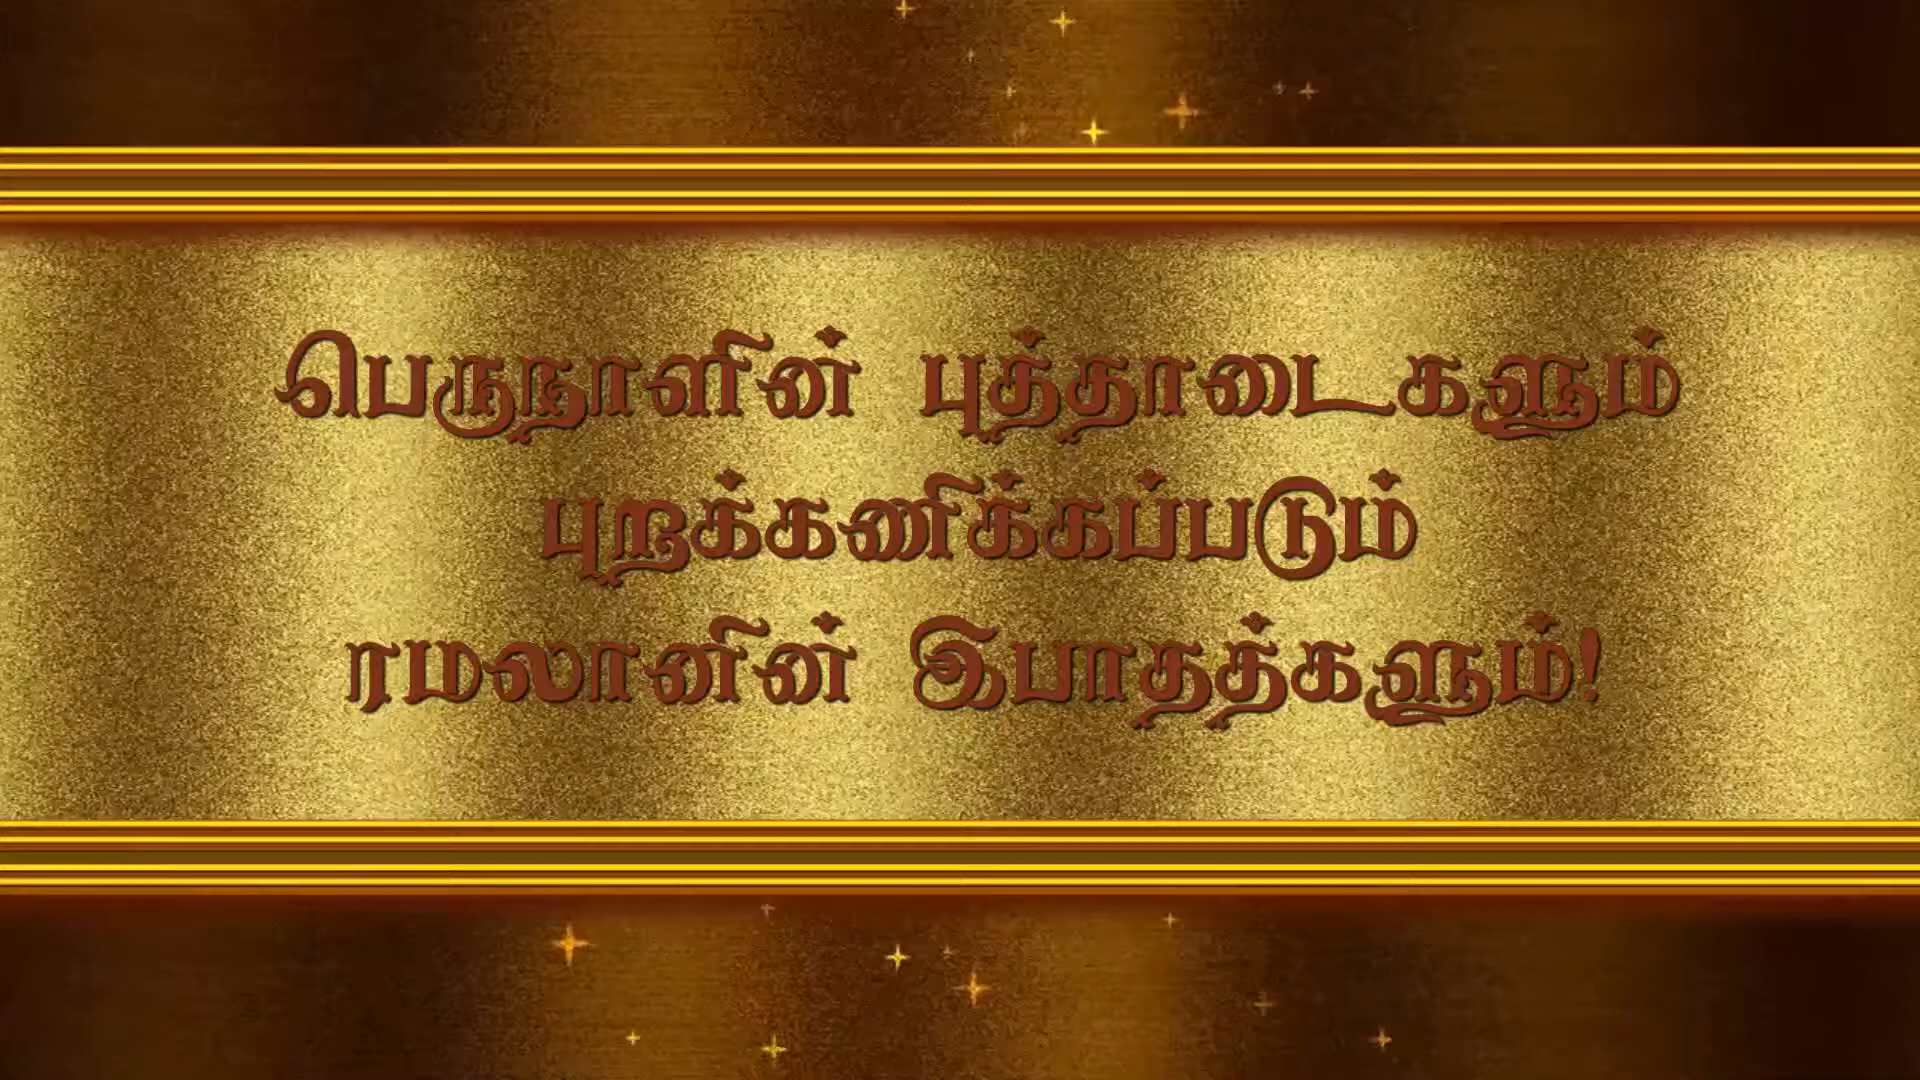 பெருநாளின் புத்தாடைகளும்
புறக்கணிக்கப்படும்
ரமலானின் இபாதத்களும்!